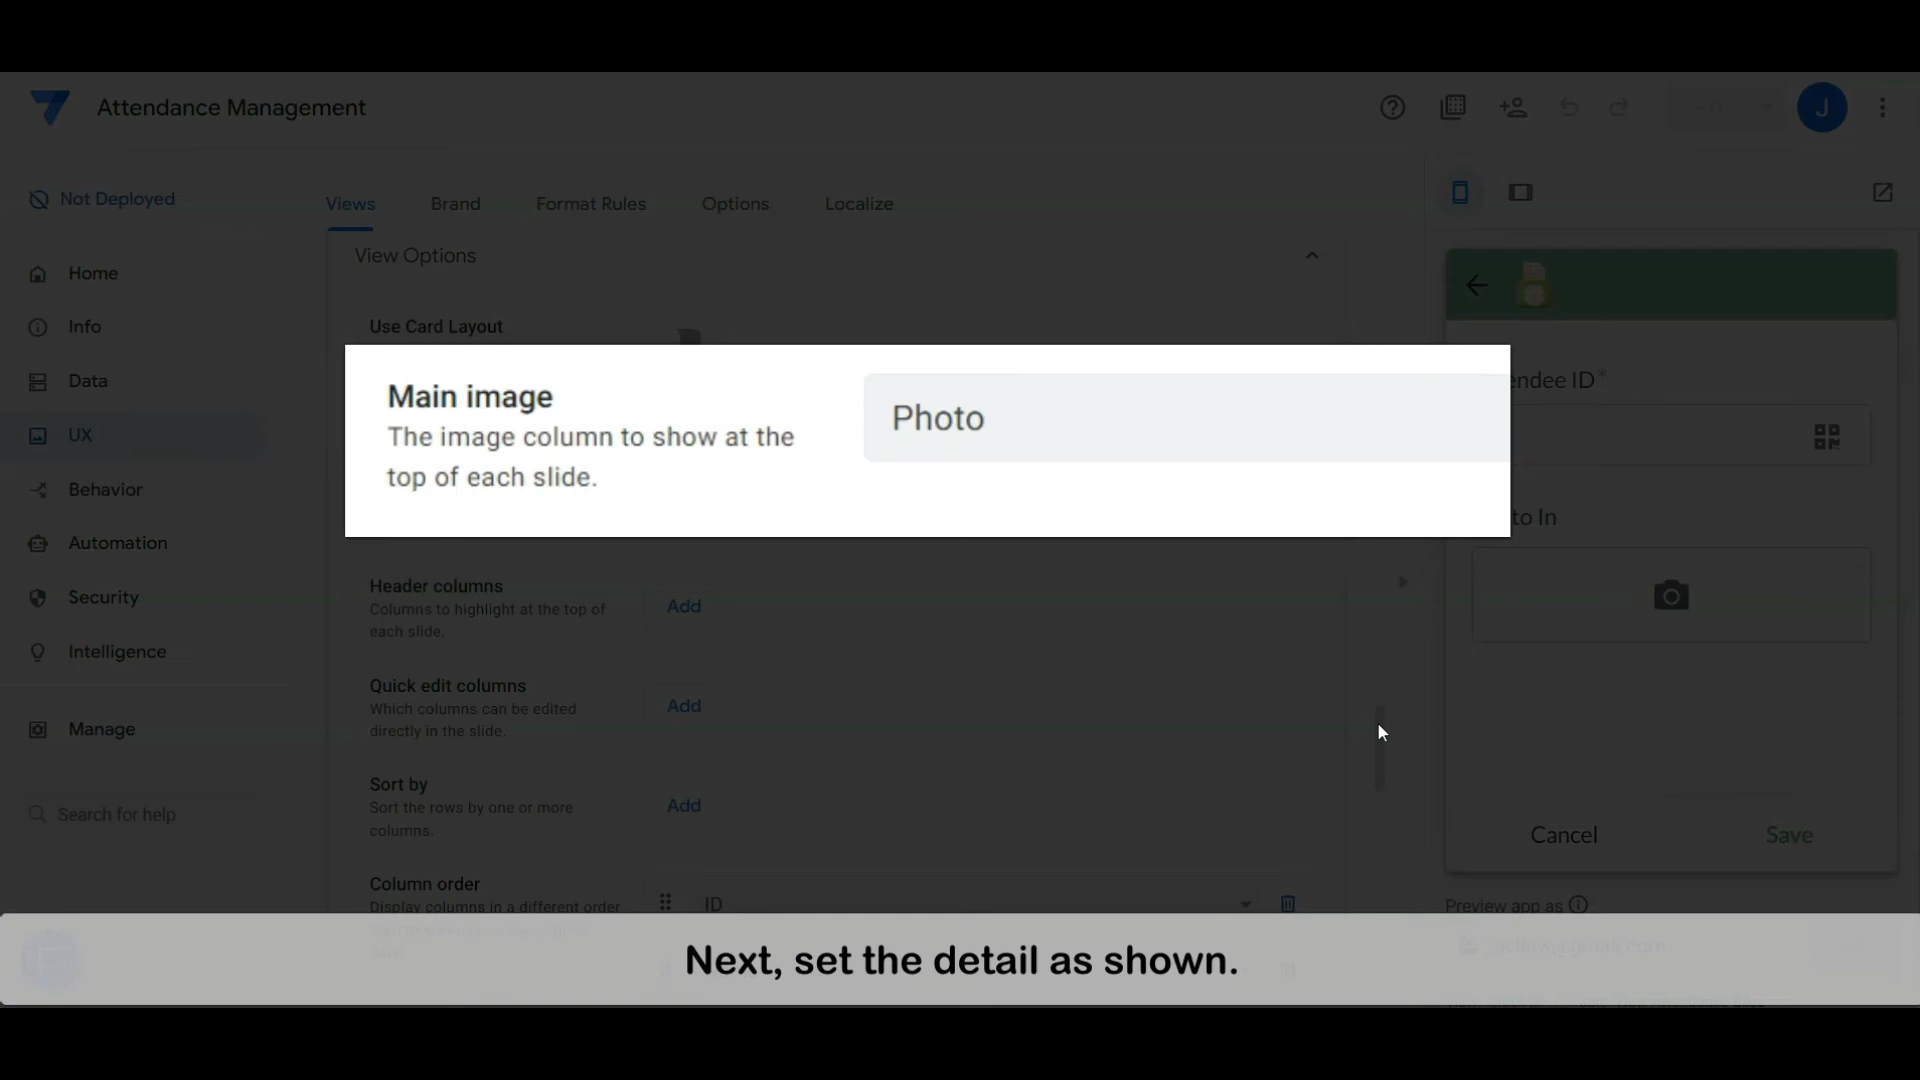 Attendance Management
J
Not Deployed
Views
Brand
Format Rules
Options
Localize
View Options
Home
Info
Data
UX
Behavior
Automation
Security
Intelligence
Manage
Search for help
Use Card Layout
Main image
The image column to show at the
top of each slide.
Photo
Header columns
Columns to highlight at the top of
each slide.
Add
Quick edit columns
Which columns can be edited
directly in the slide.
Add
Sort by
Sort the rows by one or more
columns.
Add
Column order
Display columns in a different order
ID
endee ID*
to In
Cancel
Save
Preview app as
Next, set the detail as shown.